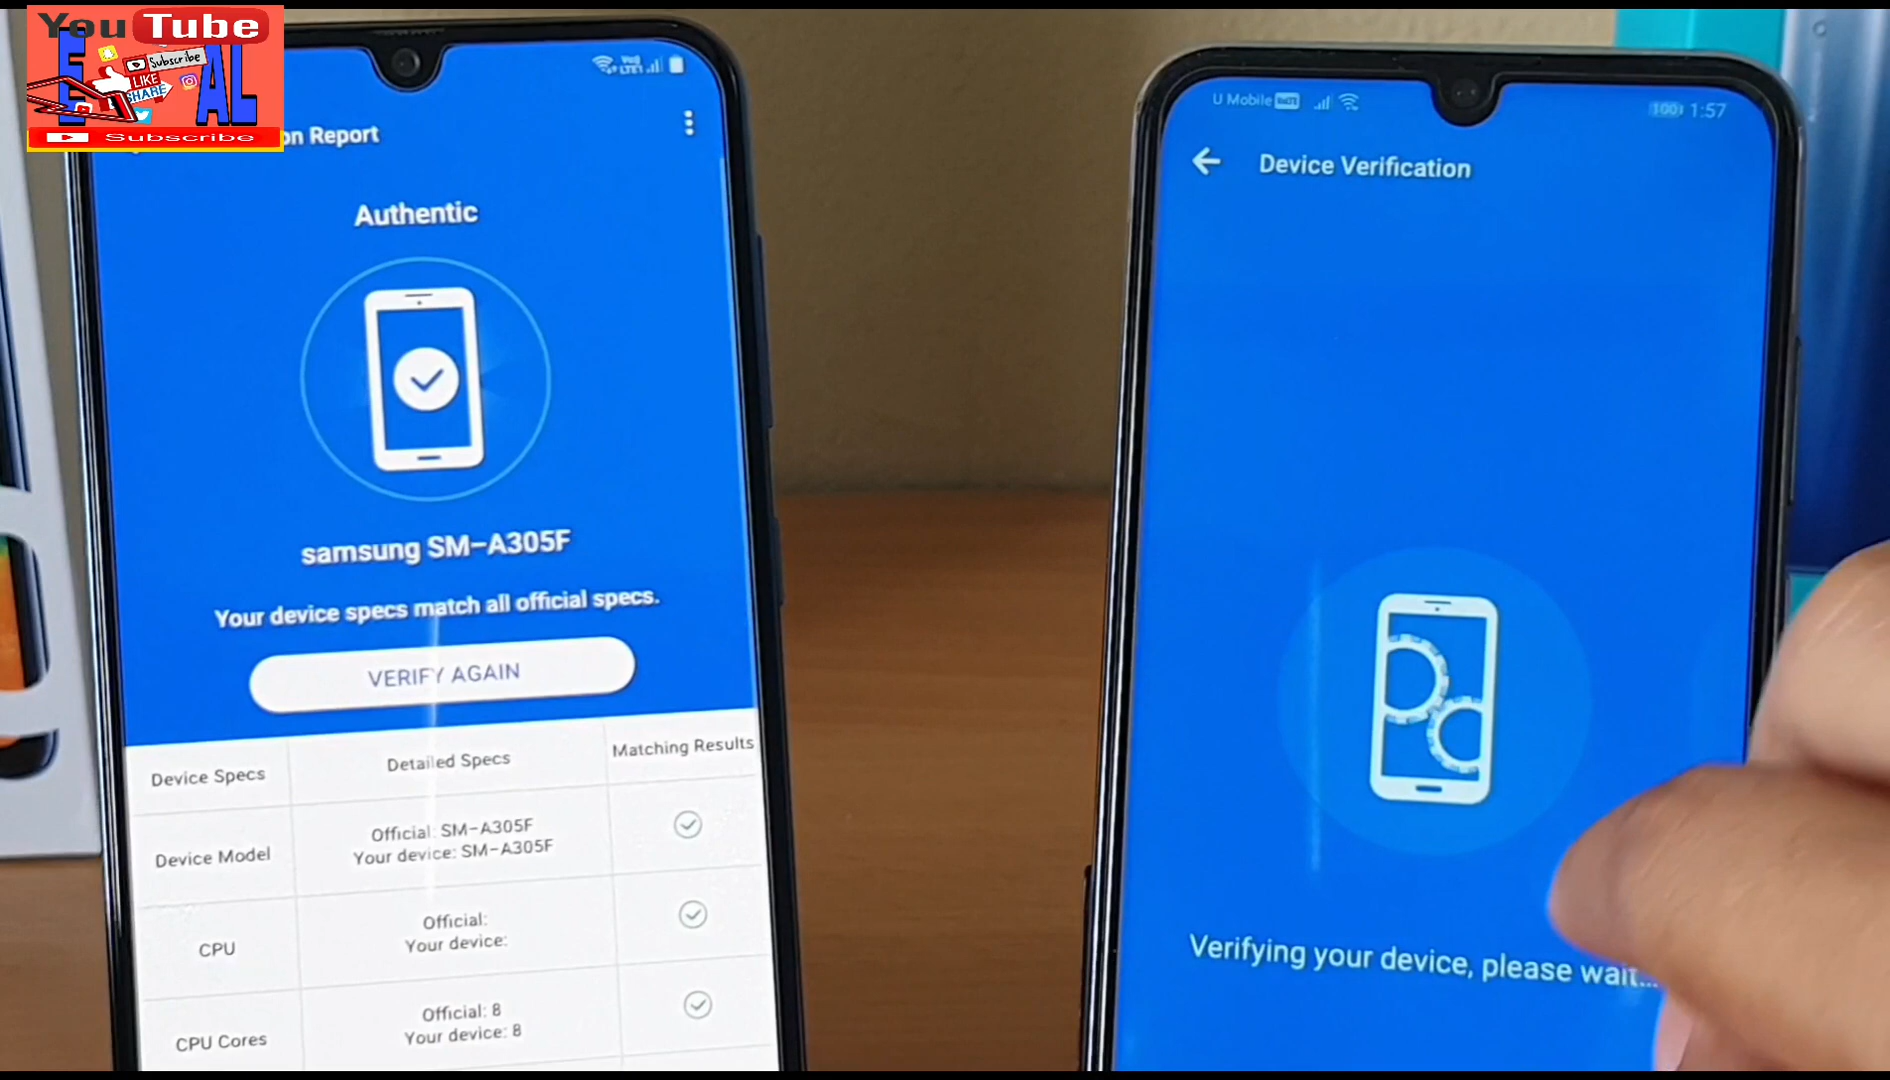 YouTube
E AL
Subscribe
LIKE
SHARE
Subscribe
on Report
Authentic
samsung SM-A305F
Your device specs match all official specs.
VERIFY AGAIN
Device Specs Detailed Specs Matching Results
Device Model Official: SM-A305F
Your device: SM-A305F
CPU Official:
Your device:
CPU Cores Official: 8
Your device: 8
U Mobile 100 1:57
Device Verification
Verifying your device, please wait...